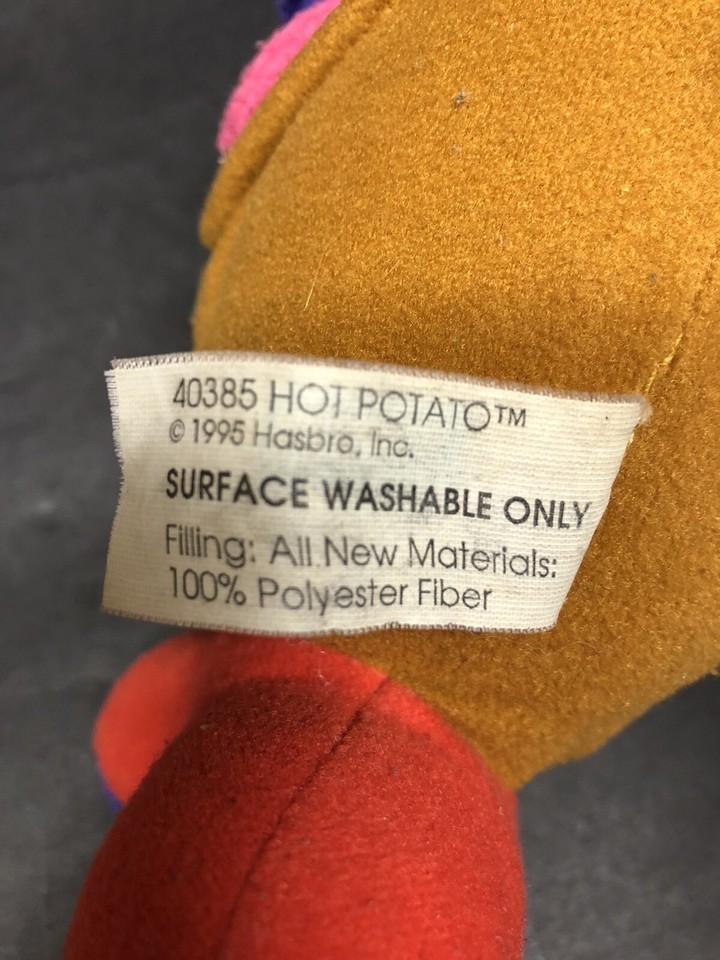 40385 HOT POTATO™
© 1995 Hasbro, Inc.
SURFACE WASHABLE ONLY
Filling: All New Materials:
100% Polyester Fiber